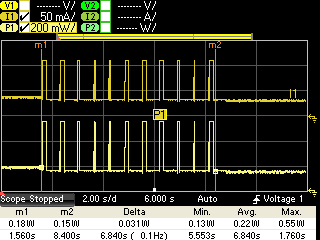 V1 ----- V/ V2 ----- V/
I1 ✓ 50 mA/ I2 ----- A/
P1 ✓ 200 mW/ P2 ----- W/
m1 m2
I1
P1
Scope Stopped 2.00 s/d 6.000 s Auto Voltage 1
m1 m2 Delta Min. Avg. Max.
0.18W 0.15W 0.031W 0.13W 0.22W 0.55W
1.560s 8.400s 6.840s ( 0.1Hz) 5.553s 6.840s 1.760s